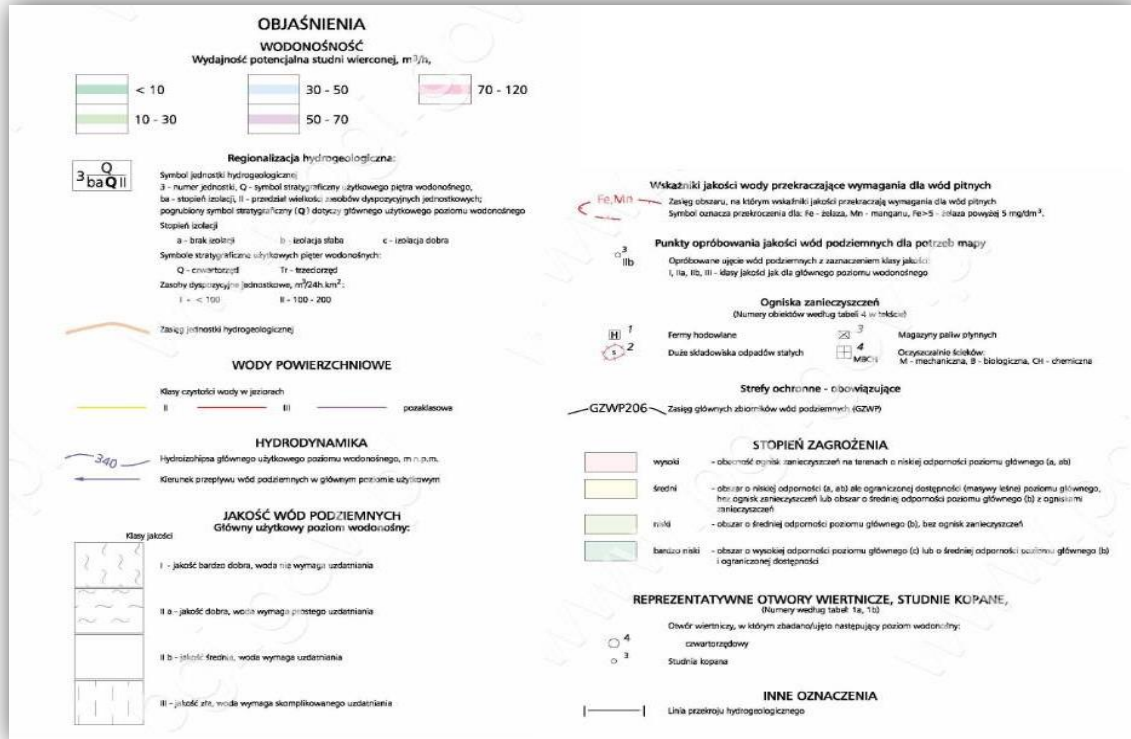 OBJAŚNIENIA
WODONOŚNOŚĆ
Wydajność potencjalna studni wierconej, m³/h,
< 10
30 - 50
70 - 120
10 - 30
50 - 70
Regionalizacja hydrogeologiczna:
3 Q
baQ II
Symbol jednostki hydrogeologicznej
3 - numer jednostki, Q - symbol stratygraficzny użytkowego piętra wodonośnego,
ba - stopień izolacji, II - przedział wielkości zasobów dyspozycyjnych jednostkowych;
pogrubiony symbol stratygraficzny (Q) dotyczy głównego użytkowego poziomu wodonośnego
Stopień izolacji
a - brak izolacji b - izolacja słaba c - izolacja dobra
Symbole stratygraficzne użytkowych pięter wodonośnych:
Q - czwartorzęd Tr - trzeciorzęd
Zasoby dyspozycyjne jednostkowe, m³/24h.km²:
I - < 100 II - 100 - 200
Zasięg jednostki hydrogeologicznej
WODY POWIERZCHNIOWE
Klasy czystości wody w jeziorach
II III pozaklasowe
HYDRODYNAMIKA
340 Hydroizohipsa głównego użytkowego poziomu wodonośnego, m n.p.m.
Kierunek przepływu wód podziemnych w głównym poziomie użytkowym
JAKOŚĆ WÓD PODZIEMNYCH
Główny użytkowy poziom wodonośny:
Klasy jakości
I - jakość bardzo dobra, woda nie wymaga uzdatniania
II a - jakość dobra, woda wymaga prostego uzdatniania
II b - jakość średnia, woda wymaga uzdatniania
III - jakość zła, woda wymaga skomplikowanego uzdatniania
Wskaźniki jakości wody przekraczające wymagania dla wód pitnych
Fe,Mn Zasięg obszaru, na którym wskaźniki jakości przekraczają wymagania dla wód pitnych
Symbol oznacza przekroczenia dla: Fe - żelaza, Mn - manganu, Fe>5 - żelaza powyżej 5 mg/dm³.
Punkty opróbowania jakości wód podziemnych dla potrzeb mapy
3
IIb
Opróbowane ujęcie wód podziemnych z zaznaczeniem klasy jakości:
I, IIa, IIb, III - klasy jakości jak dla głównego poziomu wodonośnego
Ogniska zanieczyszczeń
(Numery obiektów według tabeli 4 w tekście)
H 1 Fermy hodowlane
3 Magazyny paliw płynnych
s 2 Duże składowiska odpadów stałych
4 MBCH Oczyszczalnie ścieków:
M - mechaniczna, B - biologiczna, CH - chemiczna
Strefy ochronne - obowiązujące
GZWP206 Zasięg głównych zbiorników wód podziemnych (GZWP)
STOPIEŃ ZAGROŻENIA
wysoki - obecność ognisk zanieczyszczeń na terenach o niskiej odporności poziomu głównego (a, ab)
średni - obszar o niskiej odporności (a, ab) ale ograniczonej dostępności (masywy leśne) poziomu głównego,
bez ognisk zanieczyszczeń lub obszar o średniej odporności poziomu głównego (b) z ogniskami
zanieczyszczeń
niski - obszar o średniej odporności poziomu głównego (b), bez ognisk zanieczyszczeń
bardzo niski - obszar o wysokiej odporności poziomu głównego (c) lub o średniej odporności poziomu głównego (b)
i ograniczonej dostępności
REPREZENTATYWNE OTWORY WIERTNICZE, STUDNIE KOPANE,
(Numery według tabel: 1a, 1b)
Otwór wiertniczy, w którym zbadano/ujęto następujący poziom wodonośny:
4 czwartorzędowy
3 Studnia kopana
INNE OZNACZENIA
Linia przekroju hydrogeologicznego